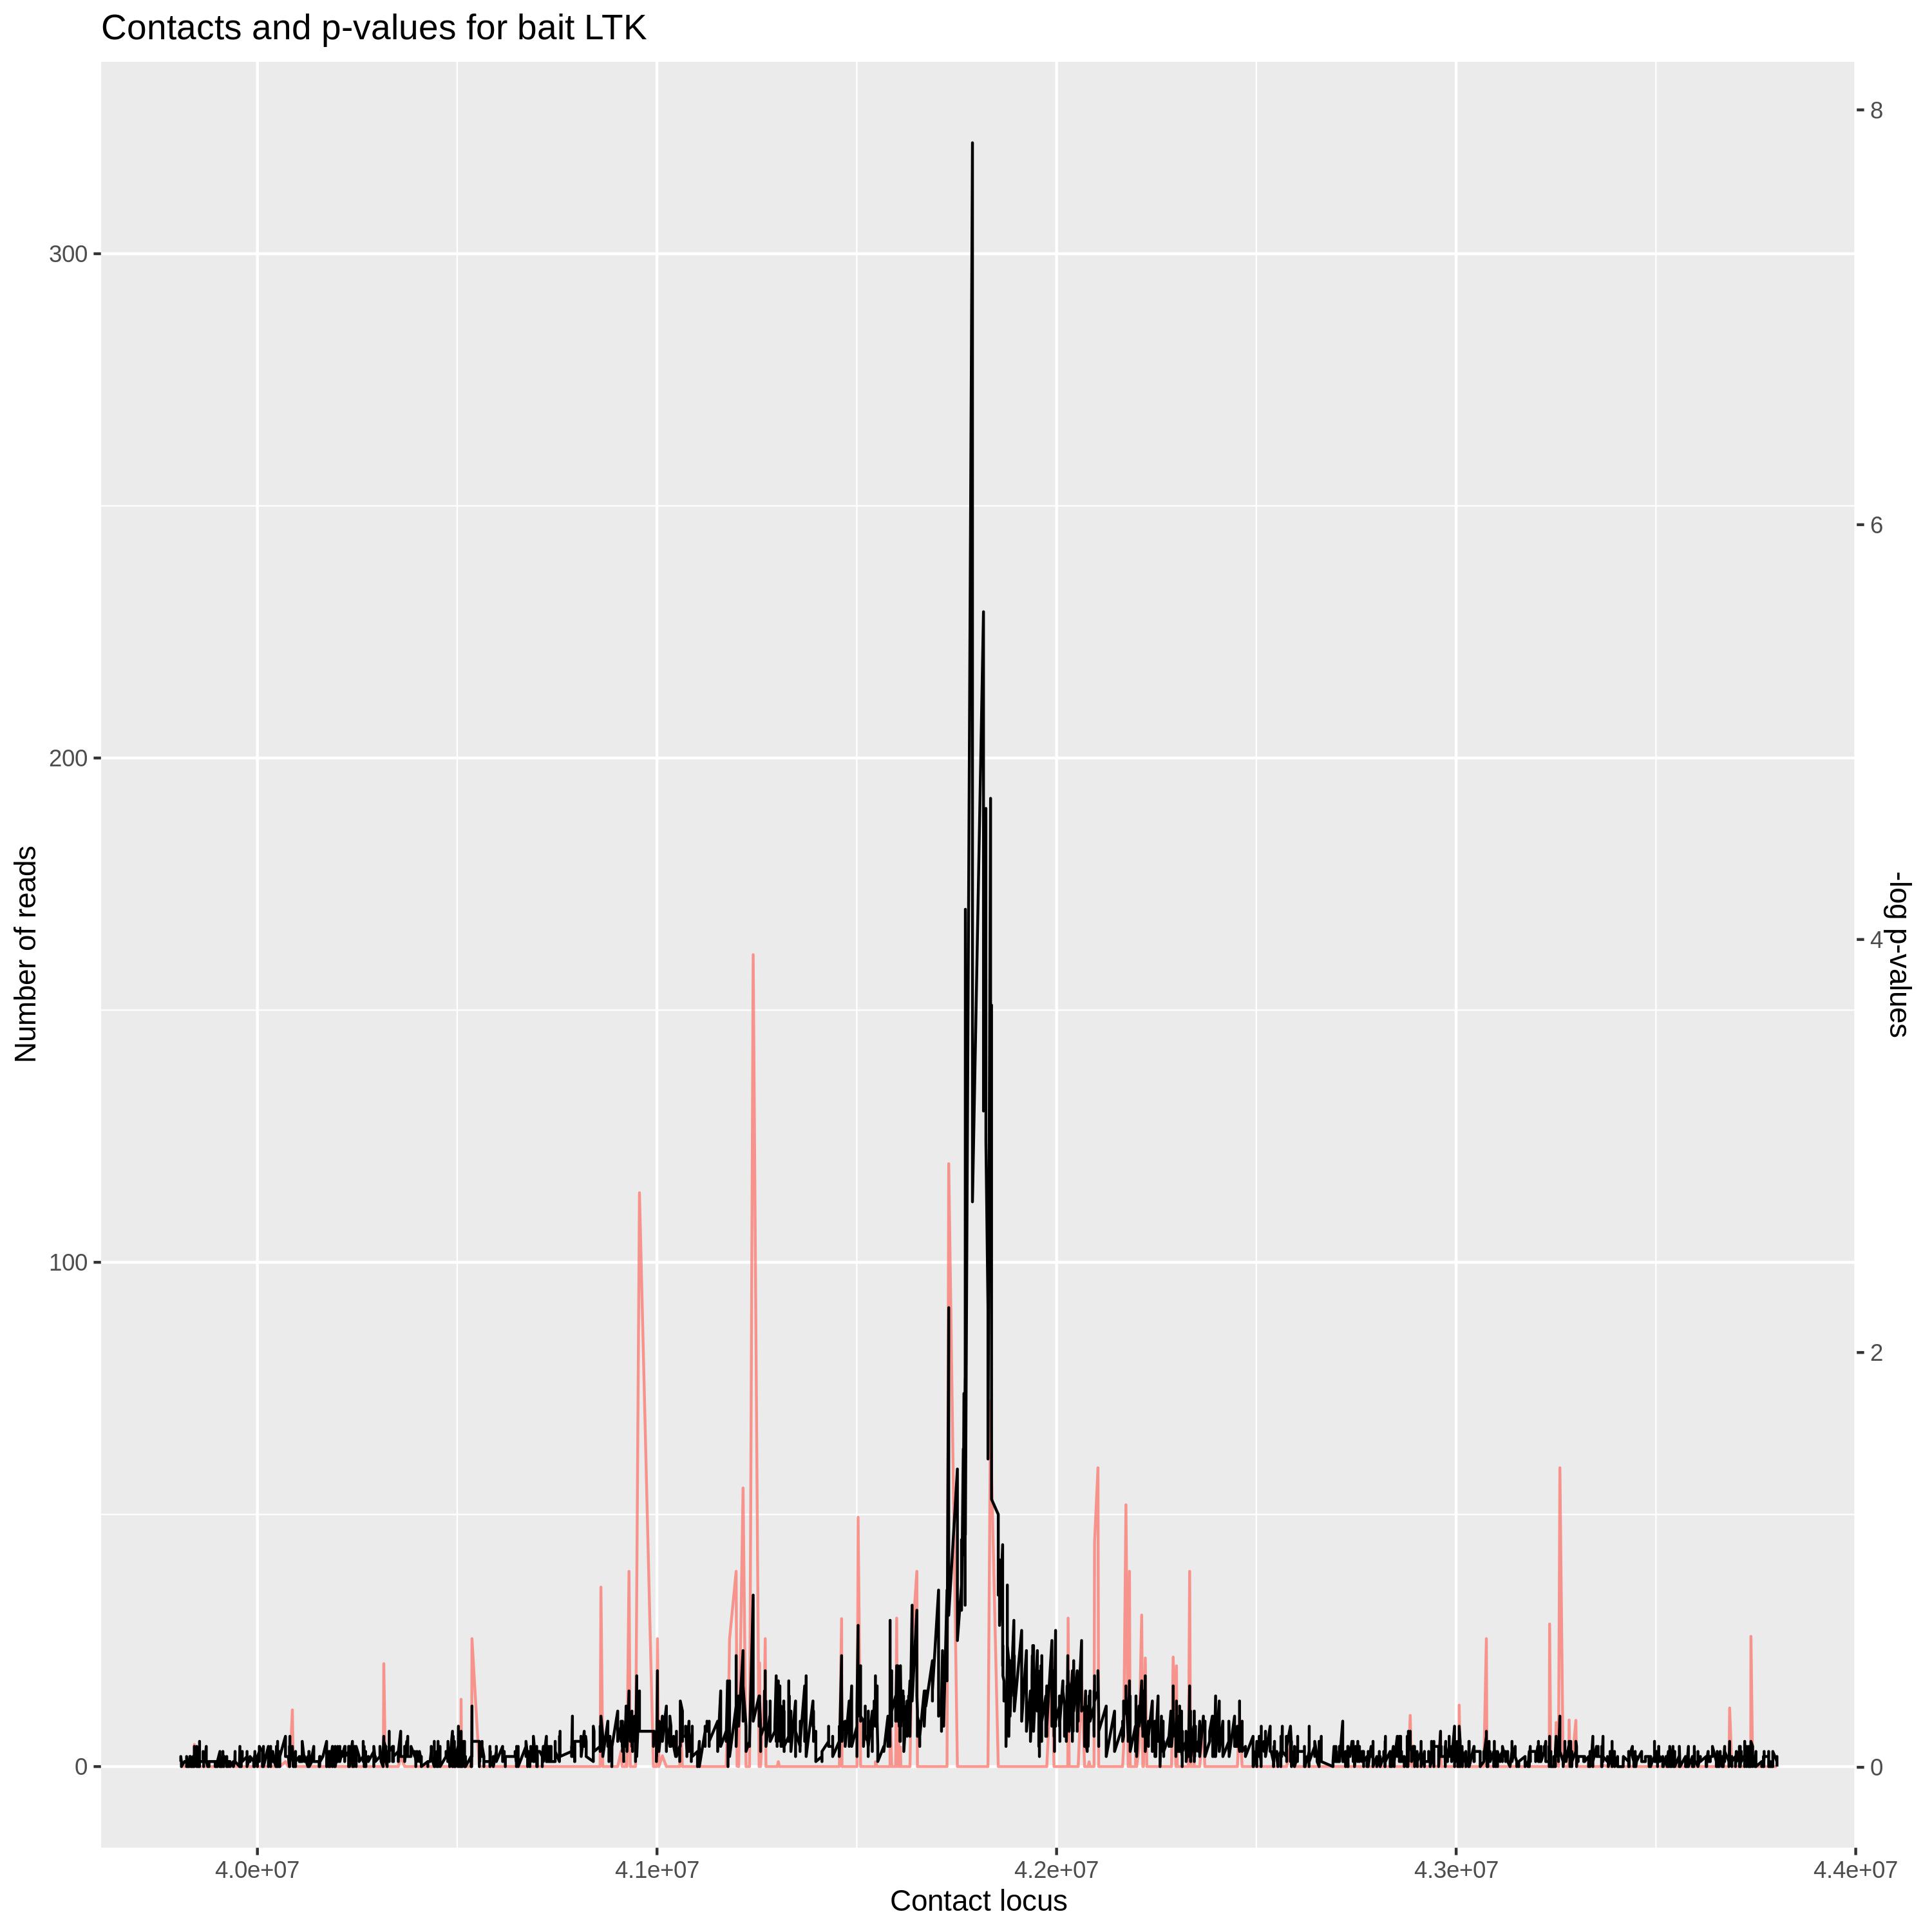 Contacts and p-values for bait LTK
Number of reads
300
200
100
0
8
6
4
2
0
-log p-values
4.0e+07 4.1e+07 4.2e+07 4.3e+07 4.4e+07
Contact locus